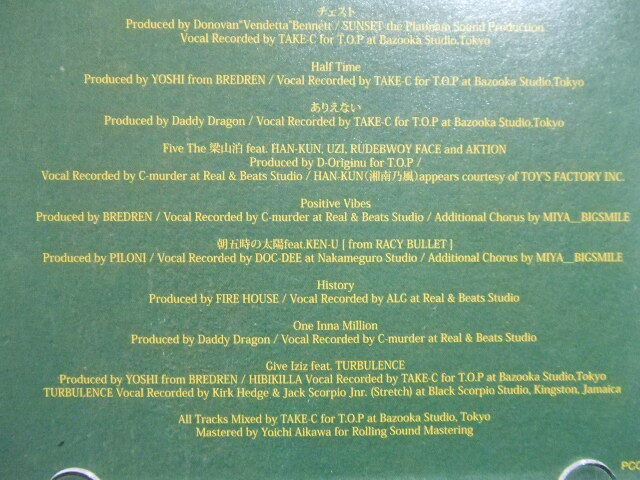 チェスト
Produced by Donovan"Vendetta"Bennett / SUNSET the Platinum Sound Production
Vocal Recorded by TAKE-C for T.O.P at Bazooka Studio,Tokyo
Half Time
Produced by YOSHI from BREDREN / Vocal Recorded by TAKE-C for T.O.P at Bazooka Studio,Tokyo
ありえない
Produced by Daddy Dragon / Vocal Recorded by TAKE-C for T.O.P at Bazooka Studio,Tokyo
Five The 梁山泊 feat. HAN-KUN, UZI, RUDEBWOY FACE and AKTION
Produced by D-Originu for T.O.P /
Vocal Recorded by C-murder at Real & Beats Studio / HAN-KUN(湘南乃風)appears courtesy of TOY'S FACTORY INC.
Positive Vibes
Produced by BREDREN / Vocal Recorded by C-murder at Real & Beats Studio / Additional Chorus by MIYA__BIGSMILE
朝五時の太陽feat.KEN-U [ from RACY BULLET ]
Produced by PILONI / Vocal Recorded by DOC-DEE at Nakameguro Studio / Additional Chorus by MIYA__BIGSMILE
History
Produced by FIRE HOUSE / Vocal Recorded by ALG at Real & Beats Studio
One Inna Million
Produced by Daddy Dragon / Vocal Recorded by C-murder at Real & Beats Studio
Give Iziz feat. TURBULENCE
Produced by YOSHI from BREDREN / HIBIKILLA Vocal Recorded by TAKE-C for T.O.P at Bazooka Studio,Tokyo
TURBULENCE Vocal Recorded by Kirk Hedge & Jack Scorpio Jnr. (Stretch) at Black Scorpio Studio, Kingston, Jamaica
All Tracks Mixed by TAKE-C for T.O.P at Bazooka Studio, Tokyo
Mastered by Yoichi Aikawa for Rolling Sound Mastering